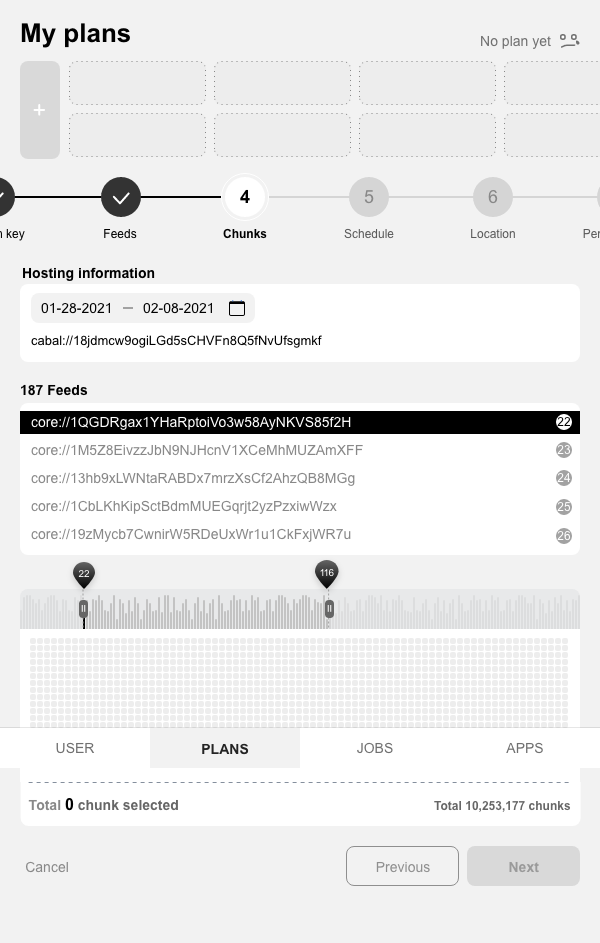 My plans
No plan yet
+
4
5
6
n key
Feeds
Chunks
Schedule
Location
Per
Hosting information
01-28-2021 — 02-08-2021
cabal://18jdmcw9ogiLGd5sCHVFn8Q5fNvUfsgmkf
187 Feeds
core://1QGDRgax1YHaRptoiVo3w58AyNKVS85f2H 22
core://1M5Z8EivzzJbN9NJHcnV1XCeMhMUZAmXFF 23
core://13hb9xLWNtaRABDx7mrzXsCf2AhzQB8MGg 24
core://1CbLKhKipSctBdmMUEGqrjt2yzPzxiwWzx 25
core://19zMycb7CwnirW5RDeUxWr1u1CkFxjWR7u 26
22
116
USER
PLANS
JOBS
APPS
Total 0 chunk selected
Total 10,253,177 chunks
Cancel
Previous
Next